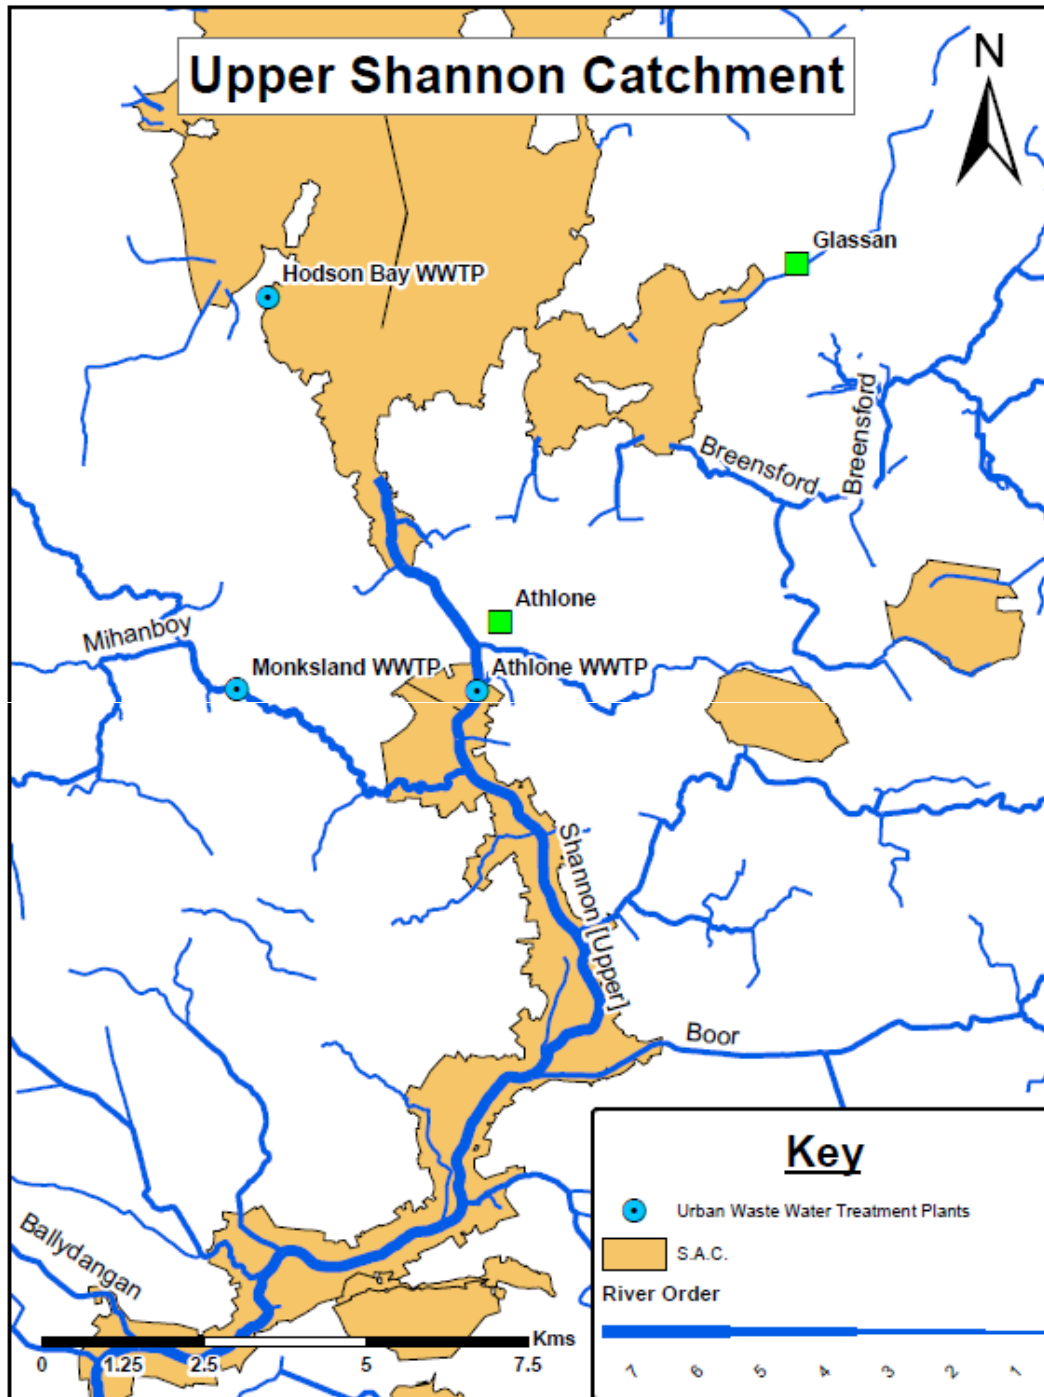 Upper Shannon Catchment
N
Glassan
Hodson Bay WWTP
Breensford
Breensford
Athlone
Mihanboy
Monksland WWTP
Athlone WWTP
Shannon [Upper]
Boor
Ballydangan
Key
Urban Waste Water Treatment Plants
S.A.C.
River Order
7 6 5 4 3 2 1
Kms
0 1.25 2.5 5 7.5